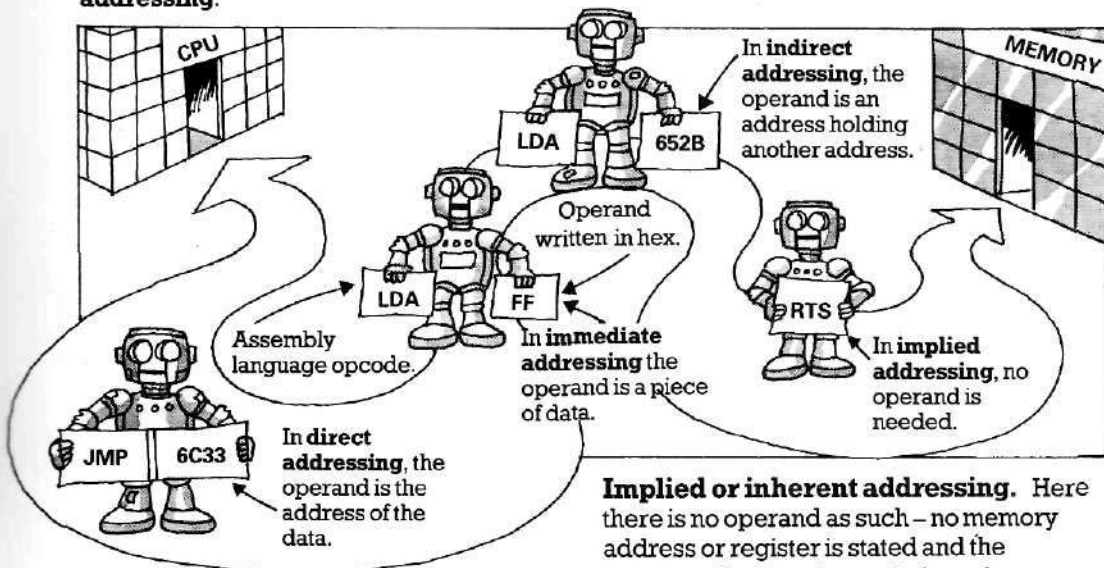 addressing.
CPU
MEMORY
In indirect
addressing, the
operand is an
address holding
another address.
LDA
652B
Operand
written in hex.
LDA
FF
RTS
Assembly
language opcode.
In immediate
addressing the
operand is a piece
of data.
In implied
addressing, no
operand is
needed.
JMP
6C33
In direct
addressing, the
operand is the
address of the
data.
Implied or inherent addressing. Here
there is no operand as such – no memory
address or register is stated and the